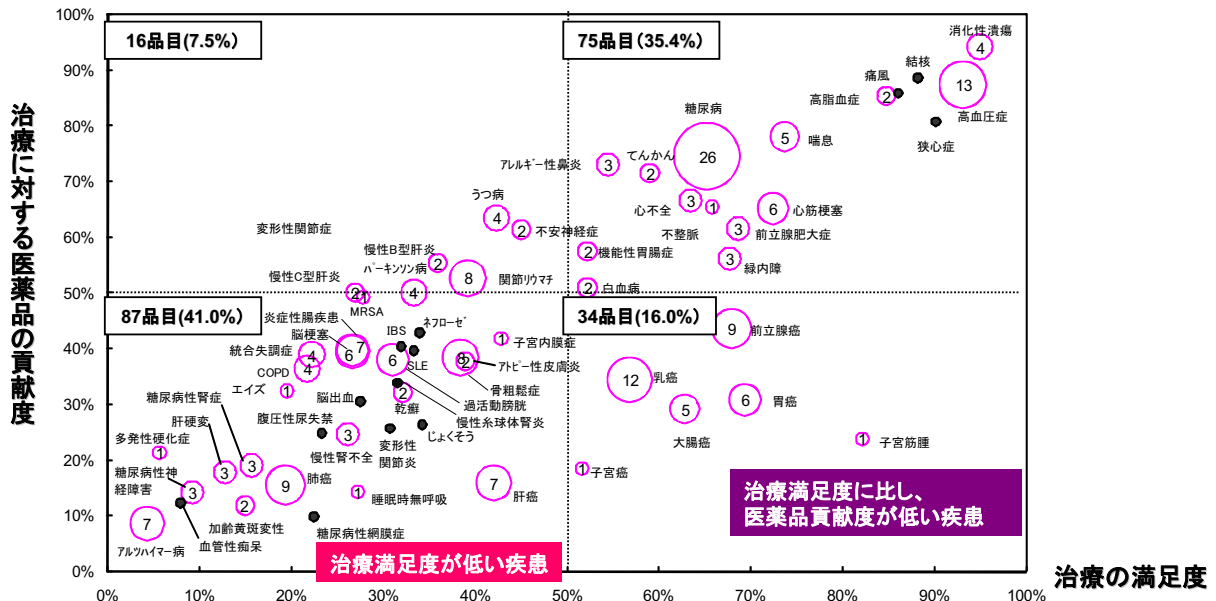 100%
90%
80%
70%
60%
50%
40%
30%
20%
10%
0%
治療に対する医薬品の貢献度
16品目(7.5%)
75品目(35.4%)
消化性潰瘍
4
結核
痛風
2
13
高脂血症
高血圧症
狭心症
糖尿病
26
5
喘息
アレルギー性鼻炎
3
てんかん
2
うつ病
4
心不全
3
1
6
心筋梗塞
変形性関節症
2
不安神経症
不整脈
3
前立腺肥大症
慢性B型肝炎
2
2
機能性胃腸症
3
緑内障
慢性C型肝炎
パーキンソン病
8
関節リウマチ
2
1
4
2
白血病
MRSA
87品目(41.0%)
34品目(16.0%)
炎症性腸疾患
ネフローゼ
9
前立腺癌
脳梗塞
7
IBS
1
子宮内膜症
統合失調症
4
6
6
SLE
8
2
アトピー性皮膚炎
COPD
4
骨粗鬆症
12
乳癌
エイズ
1
2
過活動膀胱
6
胃癌
糖尿病性腎症
脳出血
乾癬
慢性糸球体腎炎
5
肝硬変
腹圧性尿失禁
じょくそう
大腸癌
多発性硬化症
3
変形性
関節炎
1
子宮筋腫
1
慢性腎不全
糖尿病性神
経障害
3
3
肺癌
9
1
子宮癌
3
2
1
睡眠時無呼吸
7
肝癌
治療満足度に比し、
医薬品貢献度が低い疾患
7
加齢黄斑変性
糖尿病性網膜症
アルツハイマー病
血管性痴呆
治療満足度が低い疾患
0%
10%
20%
30%
40%
50%
60%
70%
80%
90%
100%
治療の満足度